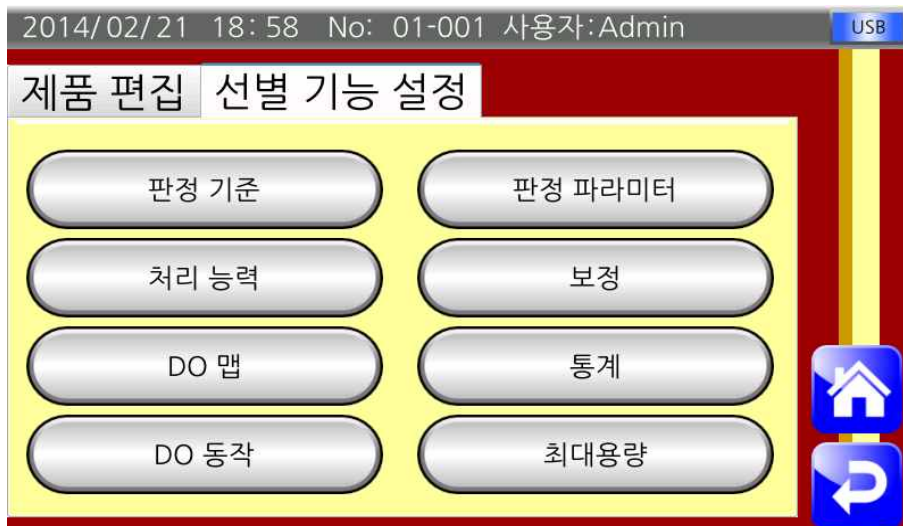 2014/02/21 18:58 No: 01-001 사용자:Admin USB
제품 편집 선별 기능 설정
판정 기준 판정 파라미터
처리 능력 보정
DO 맵 통계
DO 동작 최대용량